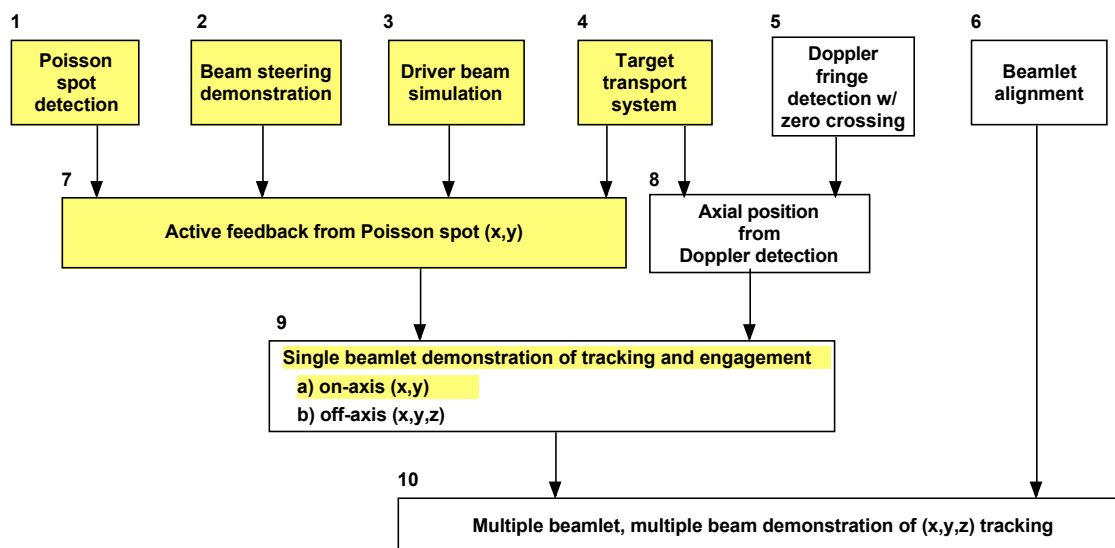 1
Poisson
spot
detection
2
Beam steering
demonstration
3
Driver beam
simulation
4
Target
transport
system
5
Doppler
fringe
detection w/
zero crossing
6
Beamlet
alignment
7
Active feedback from Poisson spot (x,y)
8
Axial position
from
Doppler detection
9
Single beamlet demonstration of tracking and engagement
a) on-axis (x,y)
b) off-axis (x,y,z)
10
Multiple beamlet, multiple beam demonstration of (x,y,z) tracking